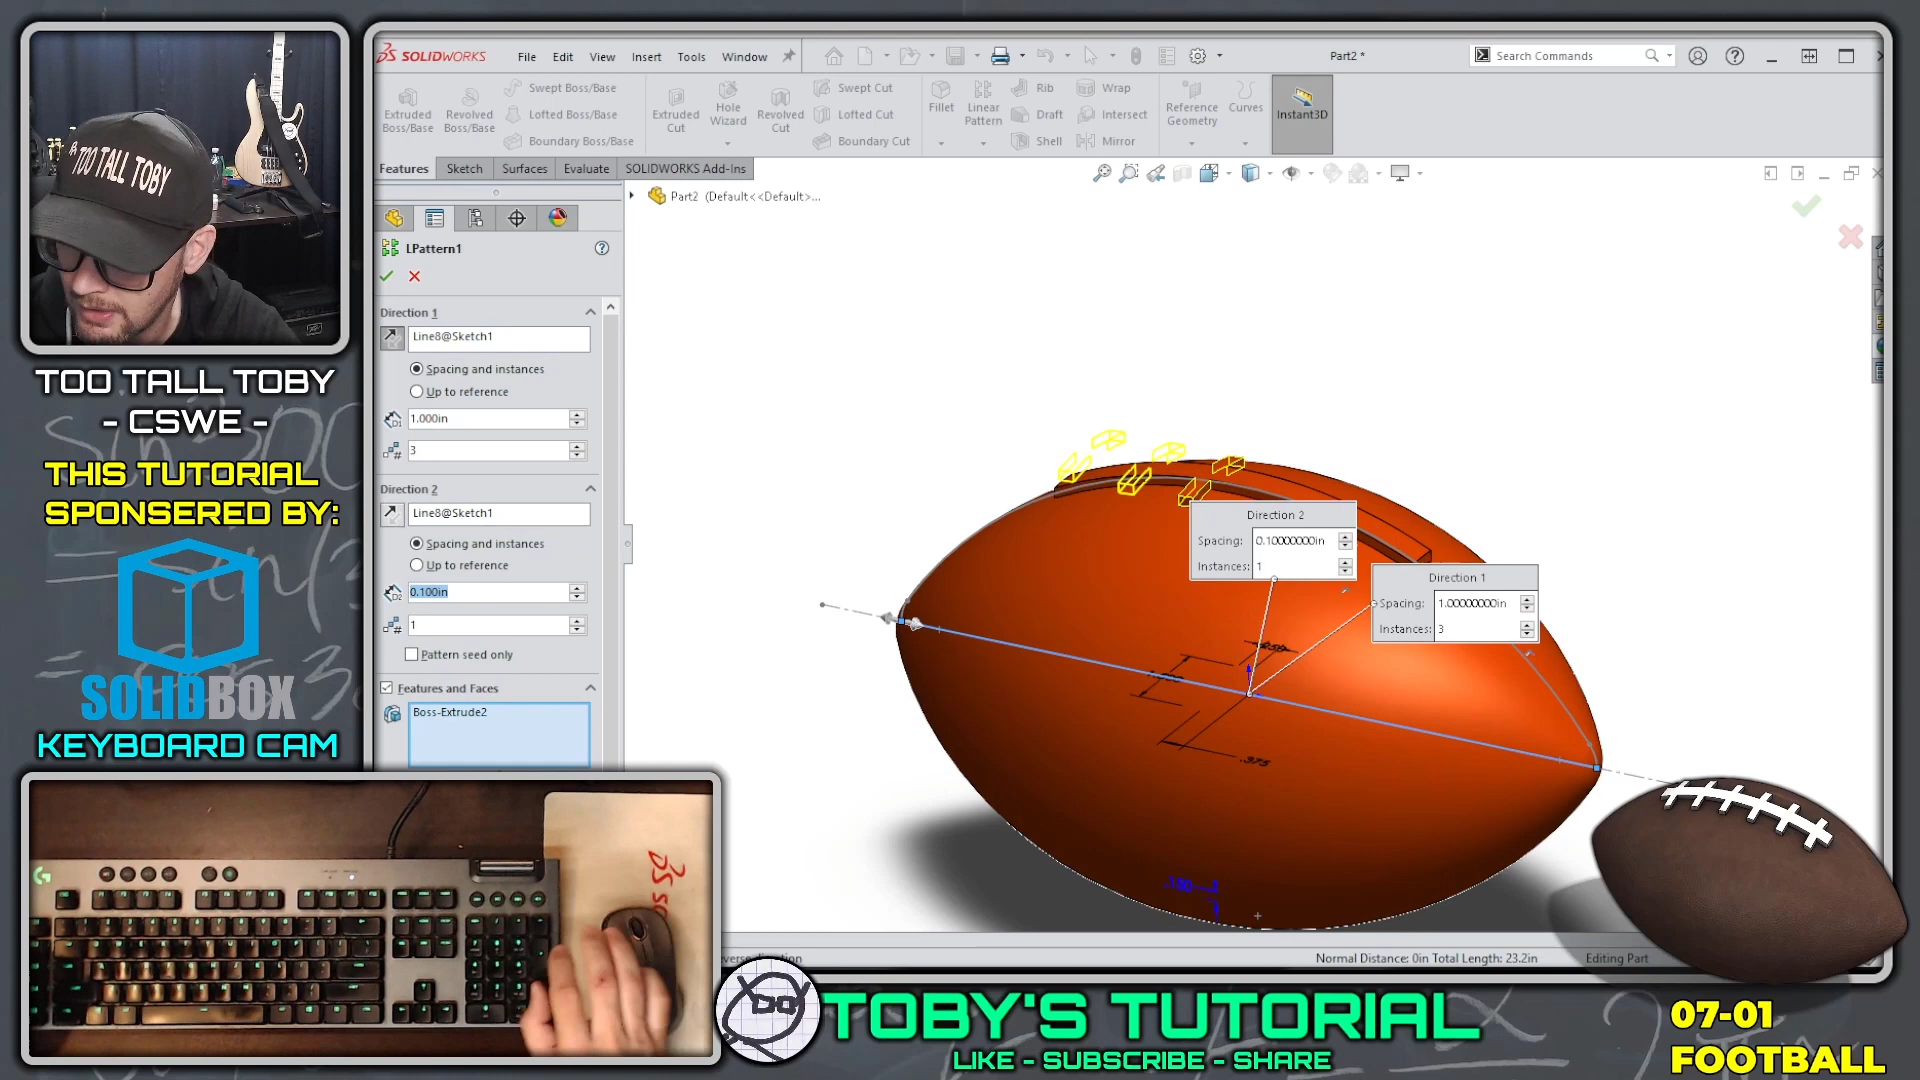 SOLIDWORKS File Edit View Insert Tools Window Part2 * Search Commands
Extruded Boss/Base
Revolved Boss/Base
Swept Boss/Base
Lofted Boss/Base
Boundary Boss/Base
Extruded Cut
Hole Wizard
Revolved Cut
Swept Cut
Lofted Cut
Boundary Cut
Fillet
Linear Pattern
Rib
Draft
Shell
Wrap
Intersect
Mirror
Reference Geometry
Curves
Instant3D
Features Sketch Surfaces Evaluate SOLIDWORKS Add-Ins
Part2 (Default<<Default>...
LPattern1
Direction 1
Line8@Sketch1
Spacing and instances
Up to reference
1.000in
3
Direction 2
Line8@Sketch1
Spacing and instances
Up to reference
0.100in
1
Pattern seed only
Features and Faces
Boss-Extrude2
Direction 2
Spacing: 0.10000000in
Instances: 1
Direction 1
Spacing: 1.00000000in
Instances: 3
.375
.150
Normal Distance: 0in Total Length: 23.2in Editing Part
TOO TALL TOBY
TOO TALL TOBY
- CSWE -
THIS TUTORIAL
SPONSERED BY:
SOLIDBOX
KEYBOARD CAM
TOBY'S TUTORIAL
LIKE - SUBSCRIBE - SHARE
07-01
FOOTBALL